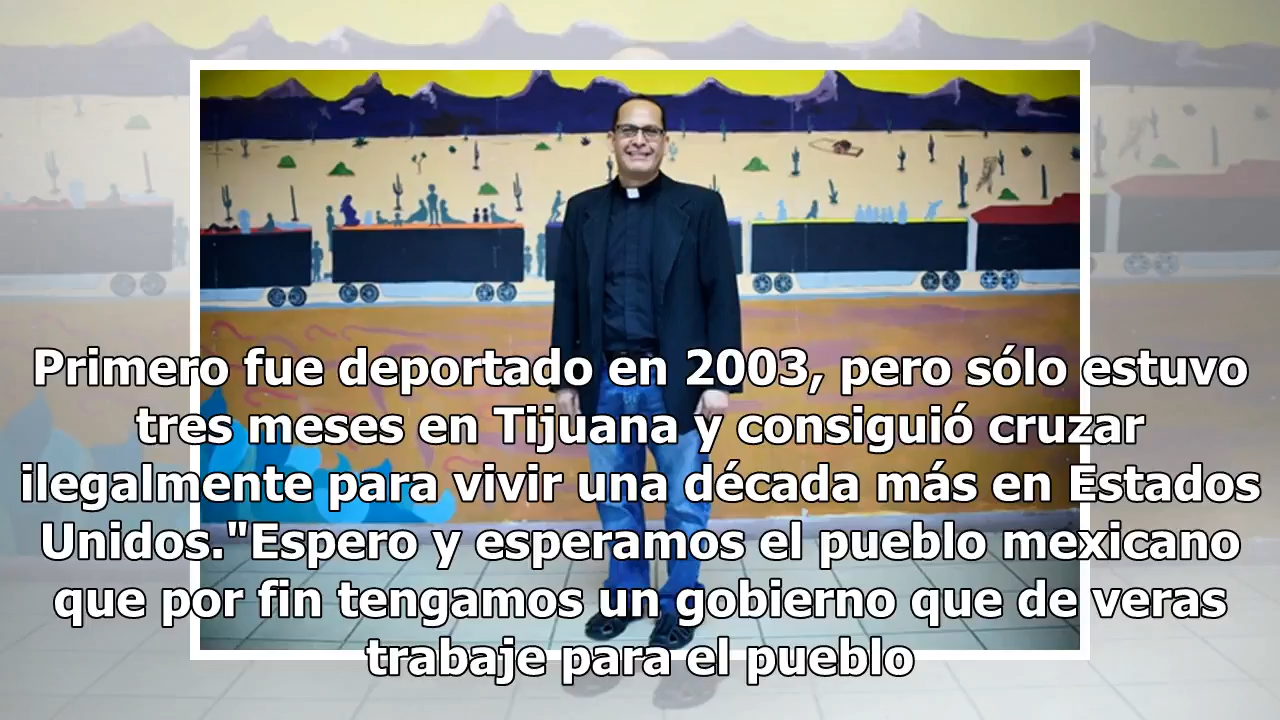 Primero fue deportado en 2003, pero sólo estuvo
tres meses en Tijuana y consiguió cruzar
ilegalmente para vivir una década más en Estados
Unidos."Espero y esperamos el pueblo mexicano
que por fin tengamos un gobierno que de veras
trabaje para el pueblo